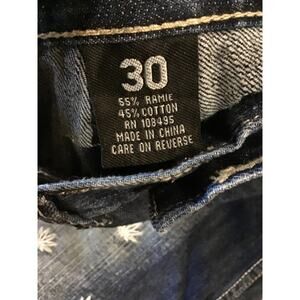 30
55% RAMIE
45% COTTON
RN 108495
MADE IN CHINA
CARE ON REVERSE